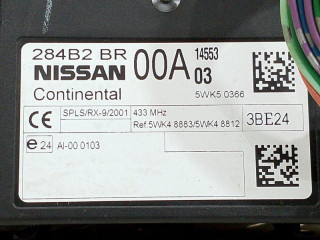 284B2 BR 00A 14553
NISSAN 03
Continental 5WK5 0366
CE SPLS/RX-9/2001 433 MHz 3BE24
Ref.:5WK4 8883/5WK4 8812
e 24 AI-00 0103